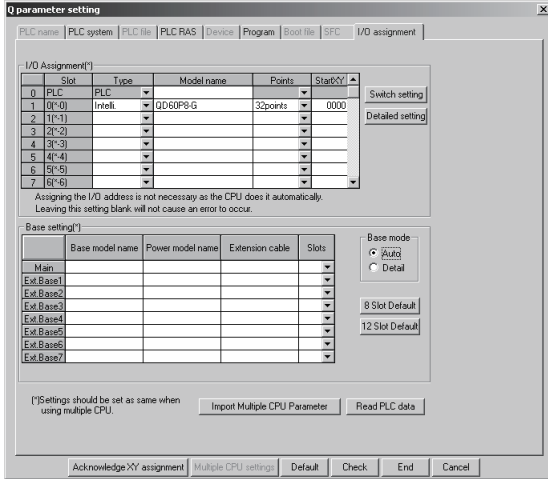 Q parameter setting
PLC name PLC system PLC file PLC RAS Device Program Boot file SFC I/O assignment
I/O Assignment(*)
Slot Type Model name Points StartXY
0 PLC PLC
1 0(*-0) Intelli. QD60P8-G 32points 0000
2 1(*-1)
3 2(*-2)
4 3(*-3)
5 4(*-4)
6 5(*-5)
7 6(*-6)
Switch setting
Detailed setting
Assigning the I/O address is not necessary as the CPU does it automatically.
Leaving this setting blank will not cause an error to occur.
Base setting(*)
Base model name Power model name Extension cable Slots
Main
Ext.Base1
Ext.Base2
Ext.Base3
Ext.Base4
Ext.Base5
Ext.Base6
Ext.Base7
Base mode
Auto
Detail
8 Slot Default
12 Slot Default
(*)Settings should be set as same when
using multiple CPU.
Import Multiple CPU Parameter Read PLC data
Acknowledge XY assignment Multiple CPU settings Default Check End Cancel